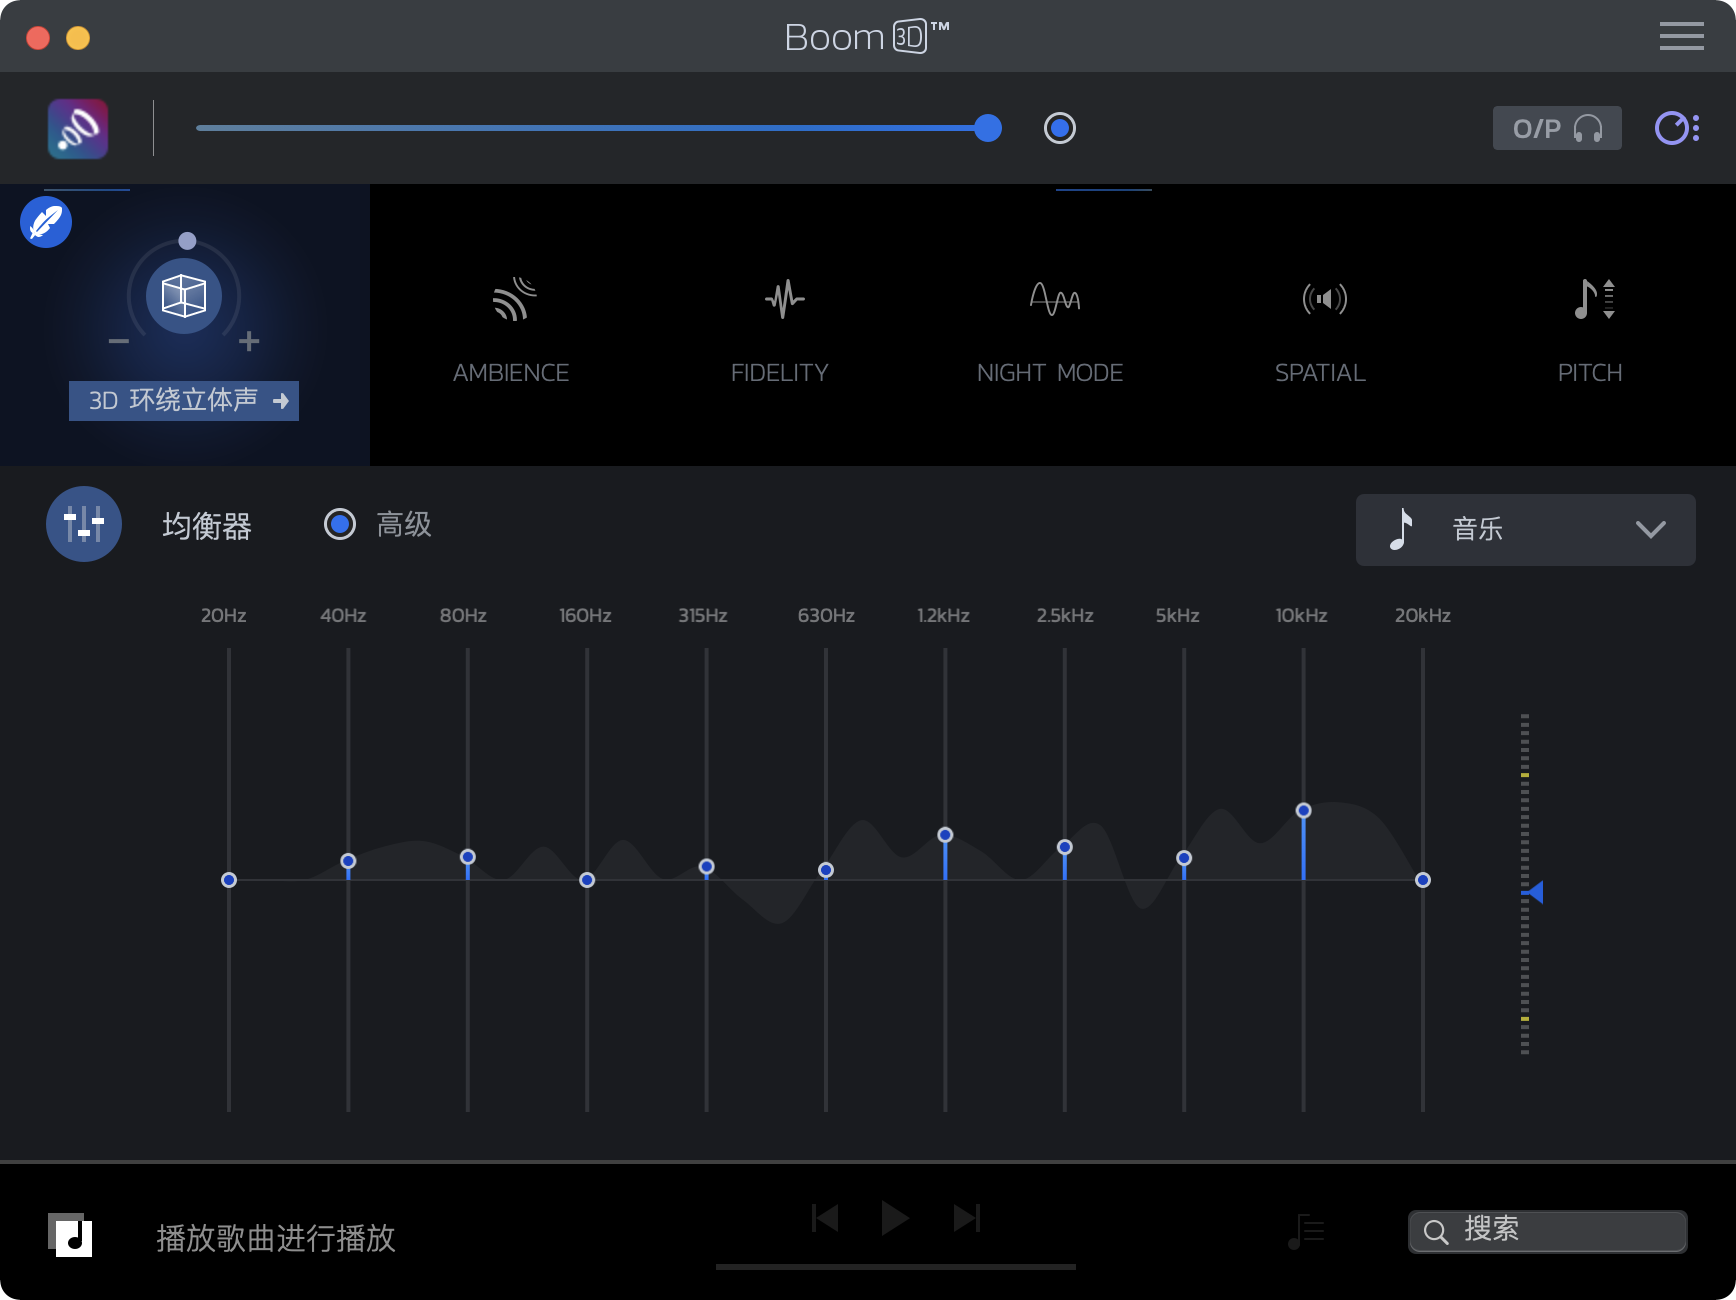 Boom 3D™
O/P
3D 环绕立体声
AMBIENCE
FIDELITY
NIGHT MODE
SPATIAL
PITCH
均衡器
高级
音乐
20Hz 40Hz 80Hz 160Hz 315Hz 630Hz 1.2kHz 2.5kHz 5kHz 10kHz 20kHz
播放歌曲进行播放
搜索